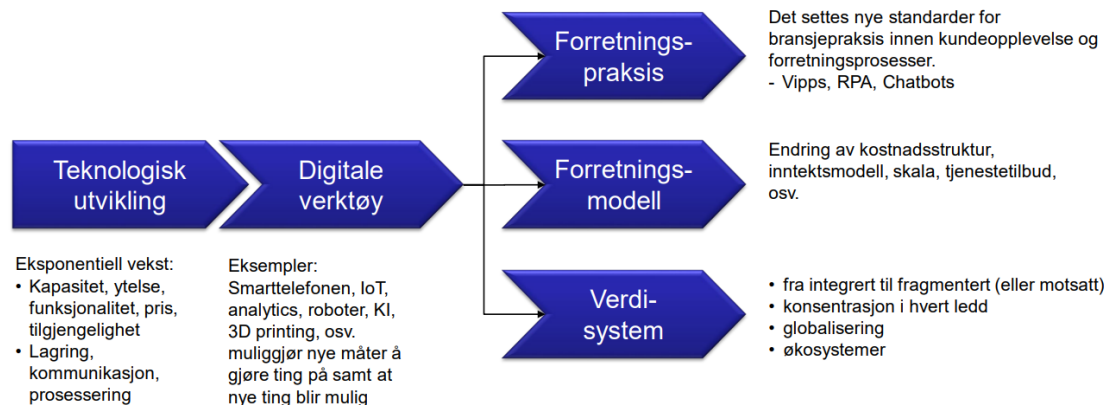 Forretnings-
praksis
Det settes nye standarder for
bransjepraksis innen kundeopplevelse og
forretningsprosesser.
- Vipps, RPA, Chatbots
Teknologisk
utvikling
Digitale
verktøy
Forretnings-
modell
Endring av kostnadsstruktur,
inntektsmodell, skala, tjenestetilbud,
osv.
Eksponentiell vekst:
• Kapasitet, ytelse,
funksjonalitet, pris,
tilgjengelighet
• Lagring,
kommunikasjon,
prosessering
Eksempler:
Smarttelefonen, IoT,
analytics, roboter, KI,
3D printing, osv.
muliggjør nye måter å
gjøre ting på samt at
nye ting blir mulig
Verdi-
system
• fra integrert til fragmentert (eller motsatt)
• konsentrasjon i hvert ledd
• globalisering
• økosystemer